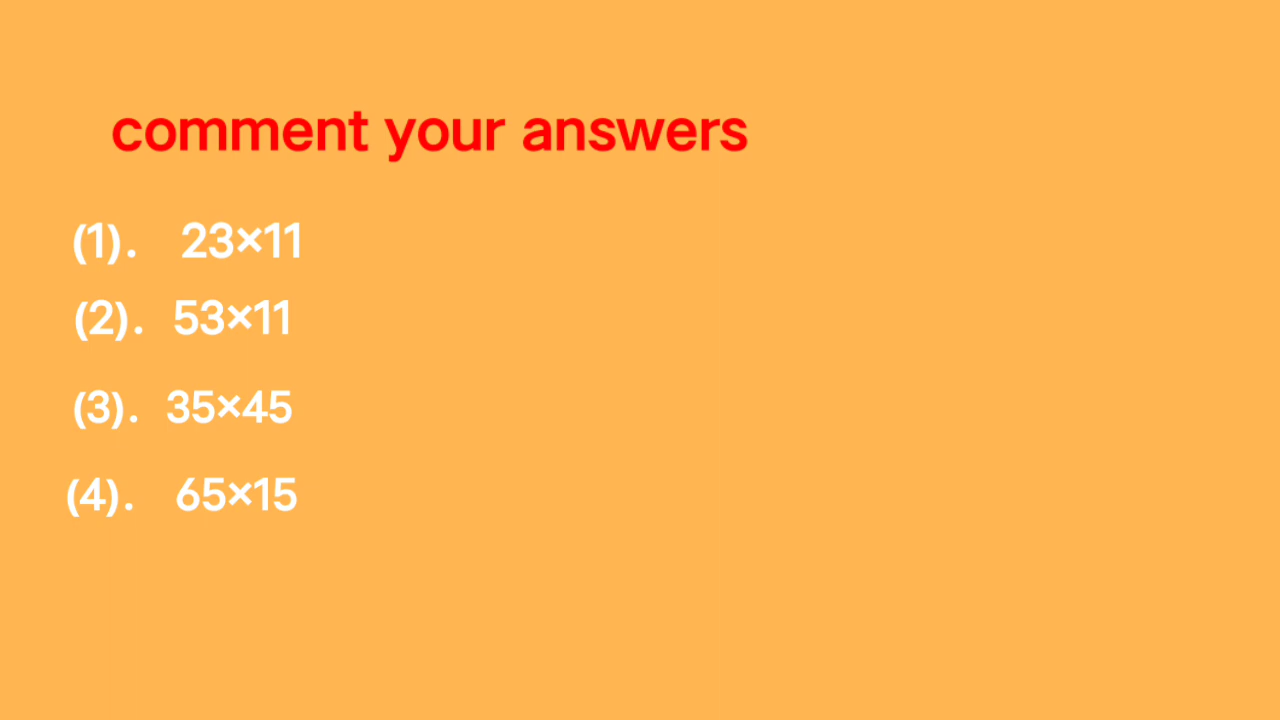 comment your answers
(1). 23×11
(2). 53×11
(3). 35×45
(4). 65×15